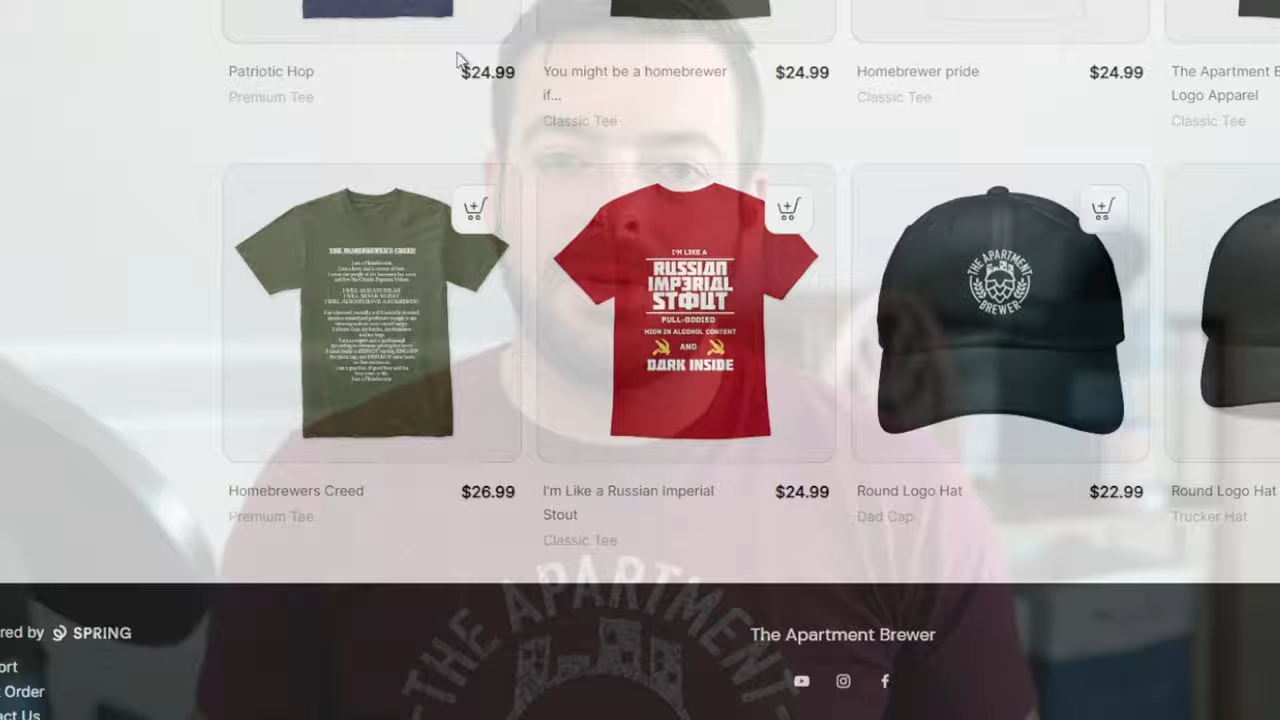 Patriotic Hop
$24.99
Premium Tee
You might be a homebrewer
if...
$24.99
Classic Tee
Homebrewer pride
$24.99
Classic Tee
The Apartment B
Logo Apparel
Classic Tee
THE HOMEBREWER'S CREED
I'M LIKE A
RUSSIAN
IMPERIAL
STOUT
FULL-BODIED
HIGH IN ALCOHOL CONTENT
AND
DARK INSIDE
THE APARTMENT
BREWER
Homebrewers Creed
$26.99
Premium Tee
I'm Like a Russian Imperial
Stout
$24.99
Classic Tee
Round Logo Hat
$22.99
Dad Cap
Round Logo Hat
Trucker Hat
THE APARTMENT
red by SPRING
ort
Order
act Us
The Apartment Brewer